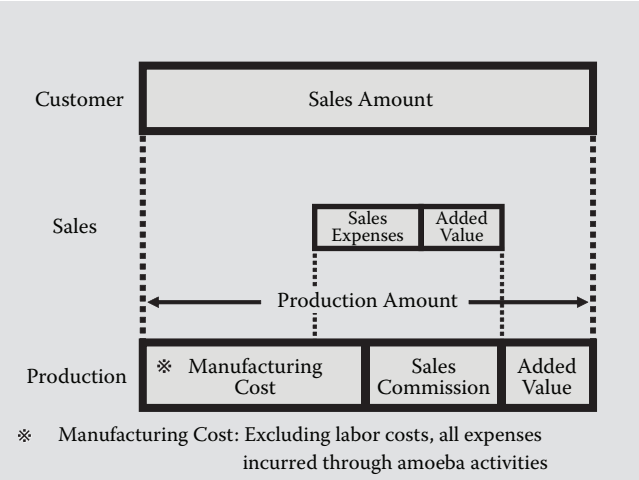 Customer
Sales Amount
Sales
Sales
Expenses
Added
Value
Production Amount
Production
※ Manufacturing
Cost
Sales
Commission
Added
Value
※ Manufacturing Cost: Excluding labor costs, all expenses
incurred through amoeba activities